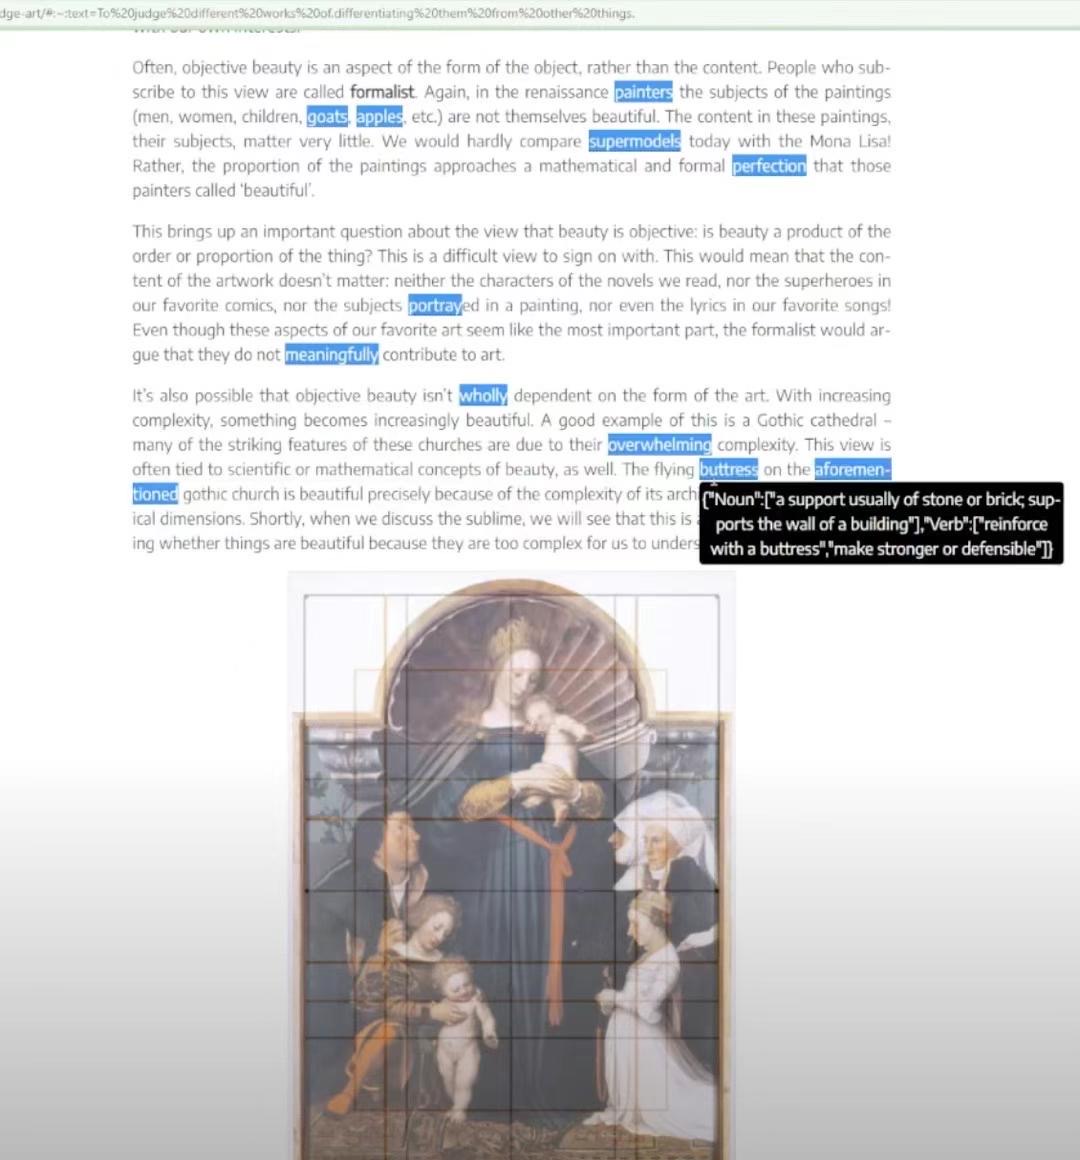 dge-art/#:~:text=To%20judge%20different%20works%20of,differentiating%20them%20from%20other%20things.
with our own interests.
Often, objective beauty is an aspect of the form of the object, rather than the content. People who sub-
scribe to this view are called formalist. Again, in the renaissance painters the subjects of the paintings
(men, women, children, goats, apples, etc.) are not themselves beautiful. The content in these paintings,
their subjects, matter very little. We would hardly compare supermodels today with the Mona Lisa!
Rather, the proportion of the paintings approaches a mathematical and formal perfection that those
painters called ‘beautiful’.
This brings up an important question about the view that beauty is objective: is beauty a product of the
order or proportion of the thing? This is a difficult view to sign on with. This would mean that the con-
tent of the artwork doesn’t matter: neither the characters of the novels we read, nor the superheroes in
our favorite comics, nor the subjects portrayed in a painting, nor even the lyrics in our favorite songs!
Even though these aspects of our favorite art seem like the most important part, the formalist would ar-
gue that they do not meaningfully contribute to art.
It’s also possible that objective beauty isn’t wholly dependent on the form of the art. With increasing
complexity, something becomes increasingly beautiful. A good example of this is a Gothic cathedral –
many of the striking features of these churches are due to their overwhelming complexity. This view is
often tied to scientific or mathematical concepts of beauty, as well. The flying buttress on the aforemen-
tioned gothic church is beautiful precisely because of the complexity of its arch
ical dimensions. Shortly, when we discuss the sublime, we will see that this is
ing whether things are beautiful because they are too complex for us to unders
{"Noun":["a support usually of stone or brick; sup-
ports the wall of a building"],"Verb":["reinforce
with a buttress","make stronger or defensible"]}